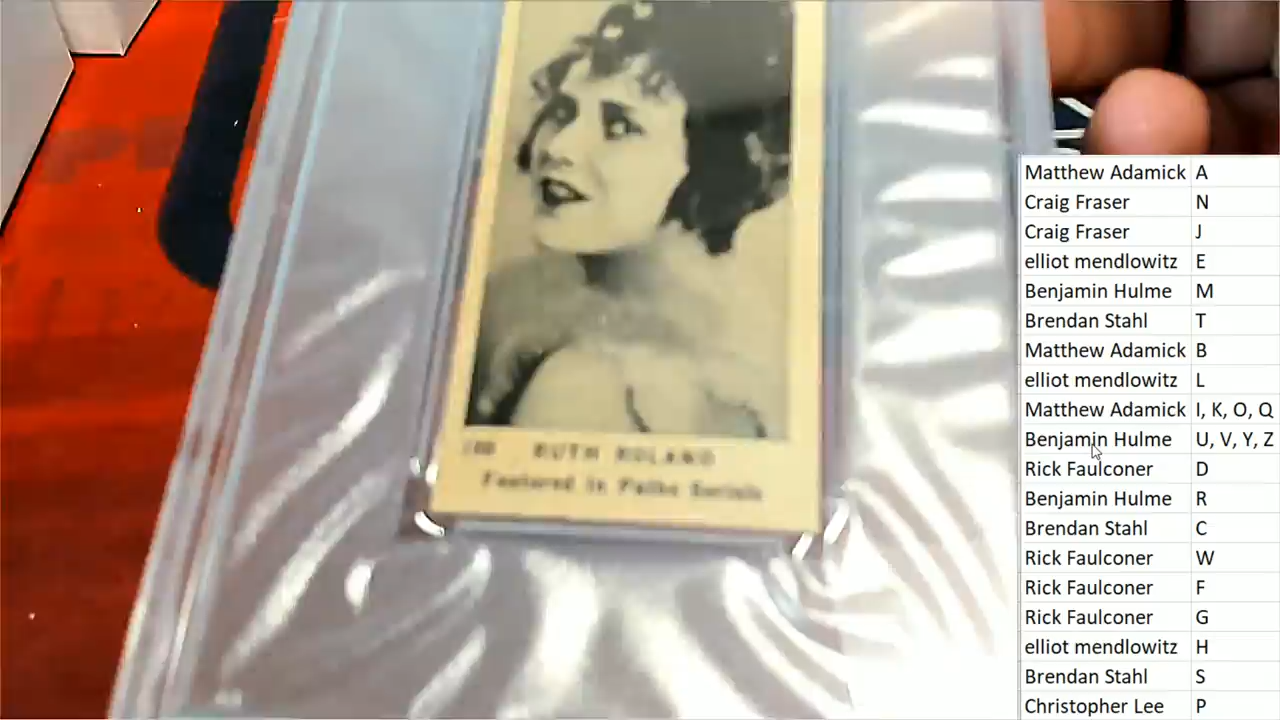 RUTH ROLAND
Featured in Pathe Serials
Matthew Adamick A
Craig Fraser N
Craig Fraser J
elliot mendlowitz E
Benjamin Hulme M
Brendan Stahl T
Matthew Adamick B
elliot mendlowitz L
Matthew Adamick I, K, O, Q
Benjamin Hulme U, V, Y, Z
Rick Faulconer D
Benjamin Hulme R
Brendan Stahl C
Rick Faulconer W
Rick Faulconer F
Rick Faulconer G
elliot mendlowitz H
Brendan Stahl S
Christopher Lee P